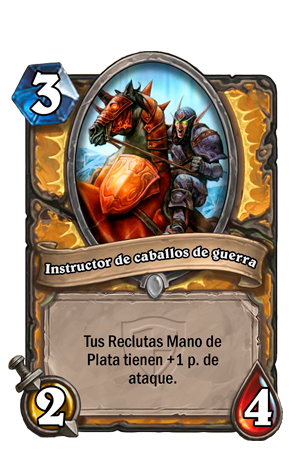 3
Instructor de caballos de guerra
Tus Reclutas Mano de
Plata tienen +1 p. de
ataque.
2
4